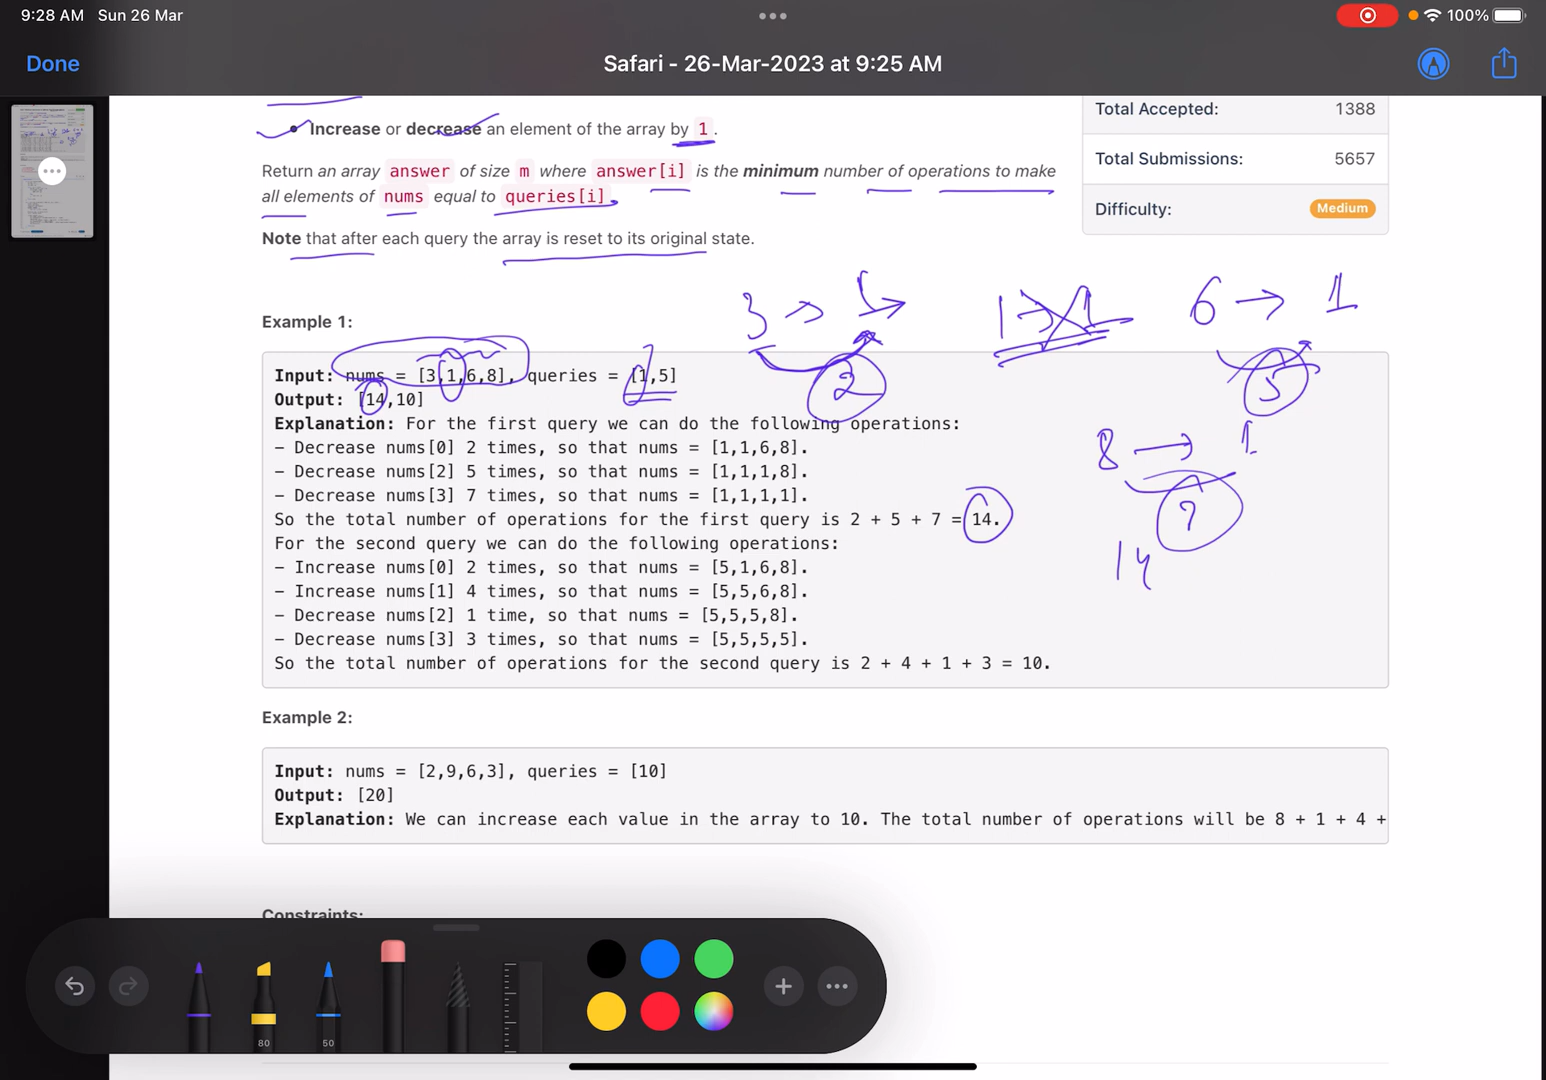 9:28 AM Sun 26 Mar
100%
Done
Safari - 26-Mar-2023 at 9:25 AM
Increase or decrease an element of the array by 1.
Return an array answer of size m where answer[i] is the minimum number of operations to make
all elements of nums equal to queries[i].
Note that after each query the array is reset to its original state.
Total Accepted: 1388
Total Submissions: 5657
Difficulty: Medium
3 → 1
1 → 1
6 → 1
2
5
8 → 1
7
14
Example 1:
Input: nums = [3,1,6,8], queries = [1,5]
Output: [14,10]
Explanation: For the first query we can do the following operations:
- Decrease nums[0] 2 times, so that nums = [1,1,6,8].
- Decrease nums[2] 5 times, so that nums = [1,1,1,8].
- Decrease nums[3] 7 times, so that nums = [1,1,1,1].
So the total number of operations for the first query is 2 + 5 + 7 = 14.
For the second query we can do the following operations:
- Increase nums[0] 2 times, so that nums = [5,1,6,8].
- Increase nums[1] 4 times, so that nums = [5,5,6,8].
- Decrease nums[2] 1 time, so that nums = [5,5,5,8].
- Decrease nums[3] 3 times, so that nums = [5,5,5,5].
So the total number of operations for the second query is 2 + 4 + 1 + 3 = 10.
Example 2:
Input: nums = [2,9,6,3], queries = [10]
Output: [20]
Explanation: We can increase each value in the array to 10. The total number of operations will be 8 + 1 + 4 +
Constraints:
80
50